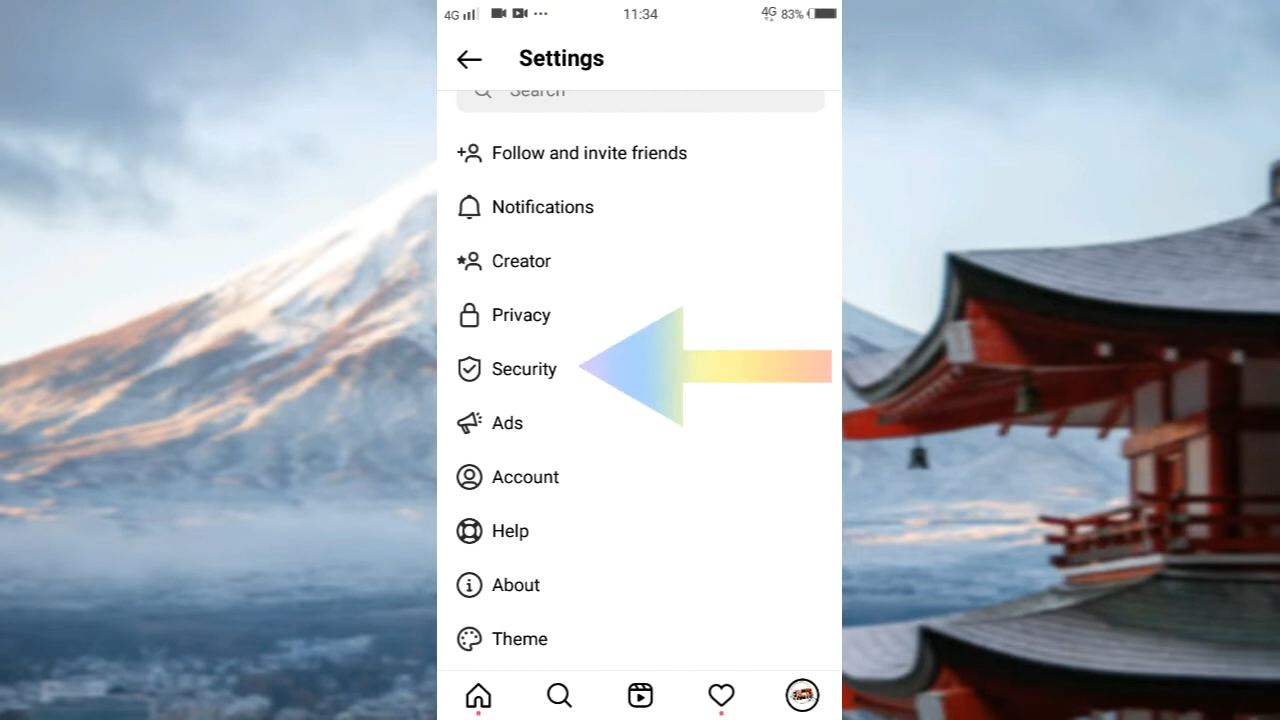 4G 11:34 4G 83%
Settings
Search
Follow and invite friends
Notifications
Creator
Privacy
Security
Ads
Account
Help
About
Theme